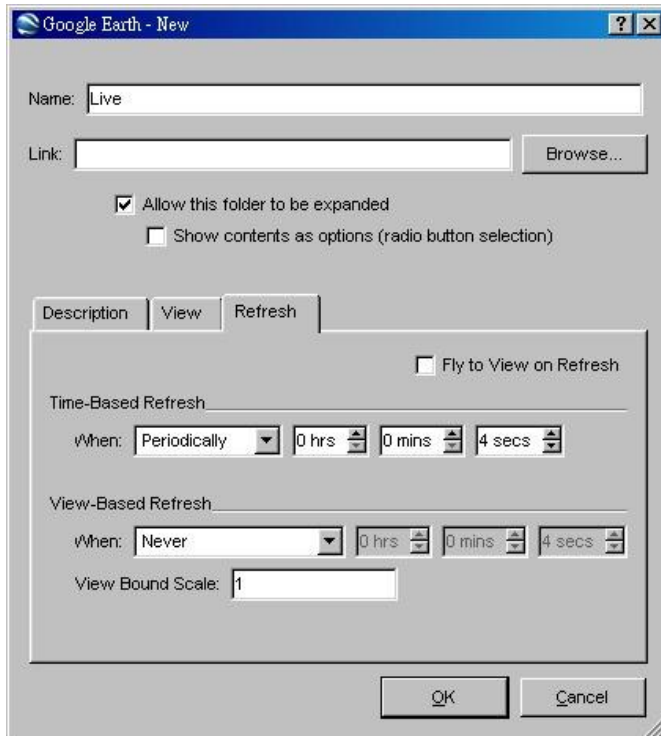 Google Earth - New
Name: Live
Link: Browse...
Allow this folder to be expanded
Show contents as options (radio button selection)
Description View Refresh
Fly to View on Refresh
Time-Based Refresh
When: Periodically 0 hrs 0 mins 4 secs
View-Based Refresh
When: Never 0 hrs 0 mins 4 secs
View Bound Scale: 1
OK Cancel